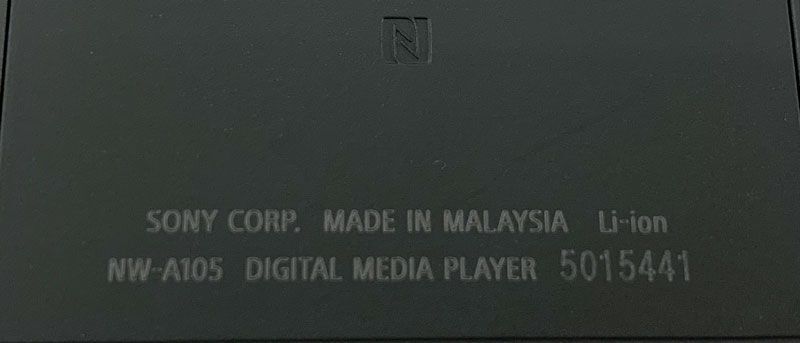 SONY CORP. MADE IN MALAYSIA Li-ion
NW-A105 DIGITAL MEDIA PLAYER 5015441